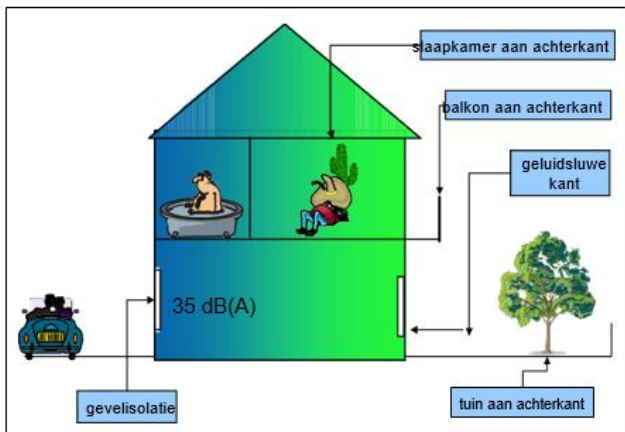 slaapkamer aan achterkant
balkon aan achterkant
geluidsluwe
kant
35 dB(A)
gevelisolatie
tuin aan achterkant